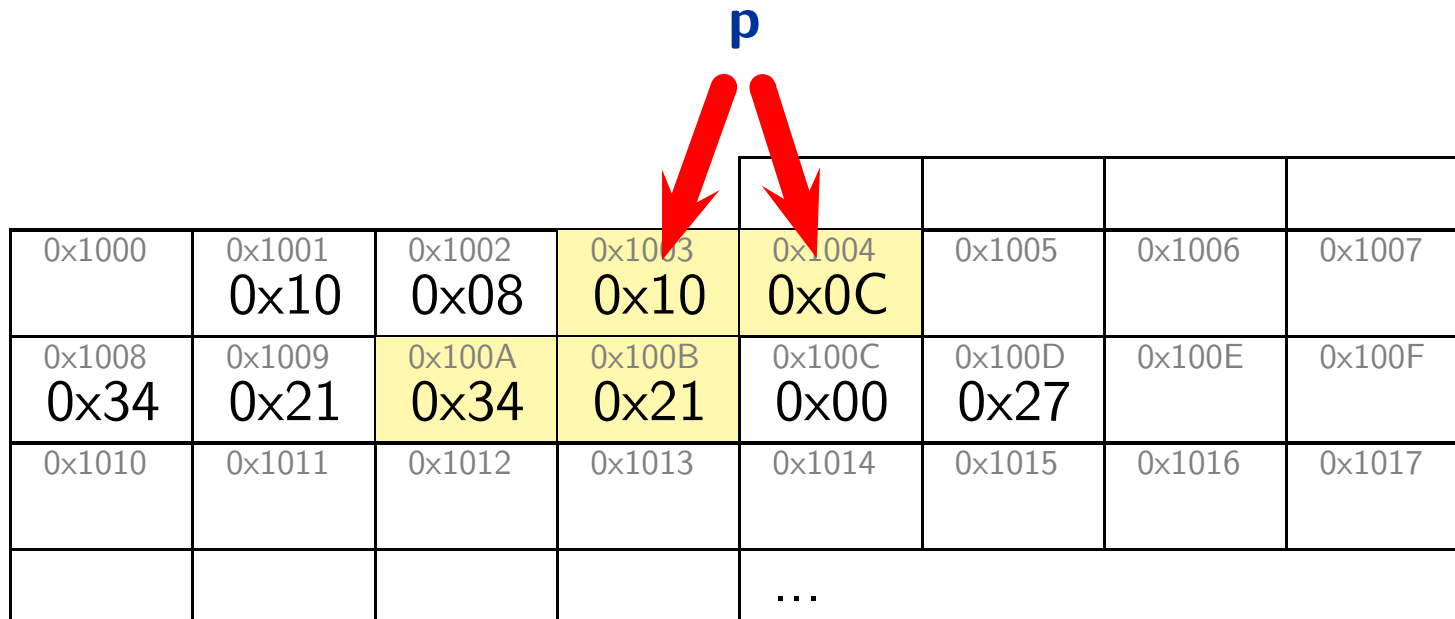 p
0x1000 0x1001 0x1002 0x1003 0x1004 0x1005 0x1006 0x1007
0x10 0x08 0x10 0x0C
0x1008 0x1009 0x100A 0x100B 0x100C 0x100D 0x100E 0x100F
0x34 0x21 0x34 0x21 0x00 0x27
0x1010 0x1011 0x1012 0x1013 0x1014 0x1015 0x1016 0x1017
...